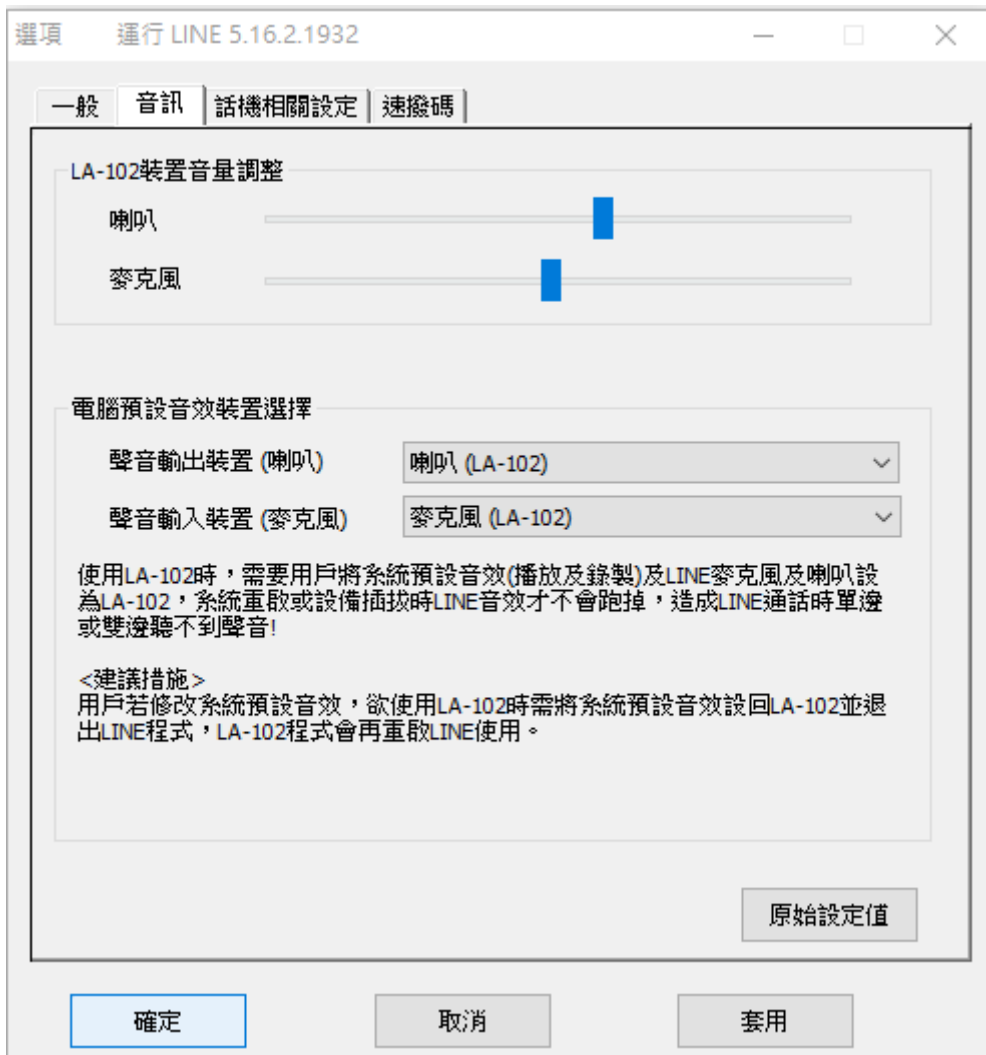 選項 運行 LINE 5.16.2.1932
一般 音訊 話機相關設定 速撥碼
LA-102裝置音量調整
喇叭
麥克風
電腦預設音效裝置選擇
聲音輸出裝置 (喇叭) 喇叭 (LA-102)
聲音輸入裝置 (麥克風) 麥克風 (LA-102)
使用LA-102時，需要用戶將系統預設音效(播放及錄製)及LINE麥克風及喇叭設
為LA-102，系統重啟或設備插拔時LINE音效才不會跑掉，造成LINE通話時單邊
或雙邊聽不到聲音!
<建議措施>
用戶若修改系統預設音效，欲使用LA-102時需將系統預設音效設回LA-102並退
出LINE程式，LA-102程式會再重啟LINE使用。
原始設定值
確定 取消 套用